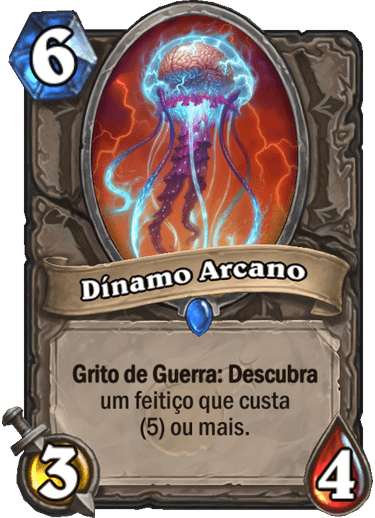 6
Dínamo Arcano
Grito de Guerra: Descubra
um feitiço que custa
(5) ou mais.
3
4